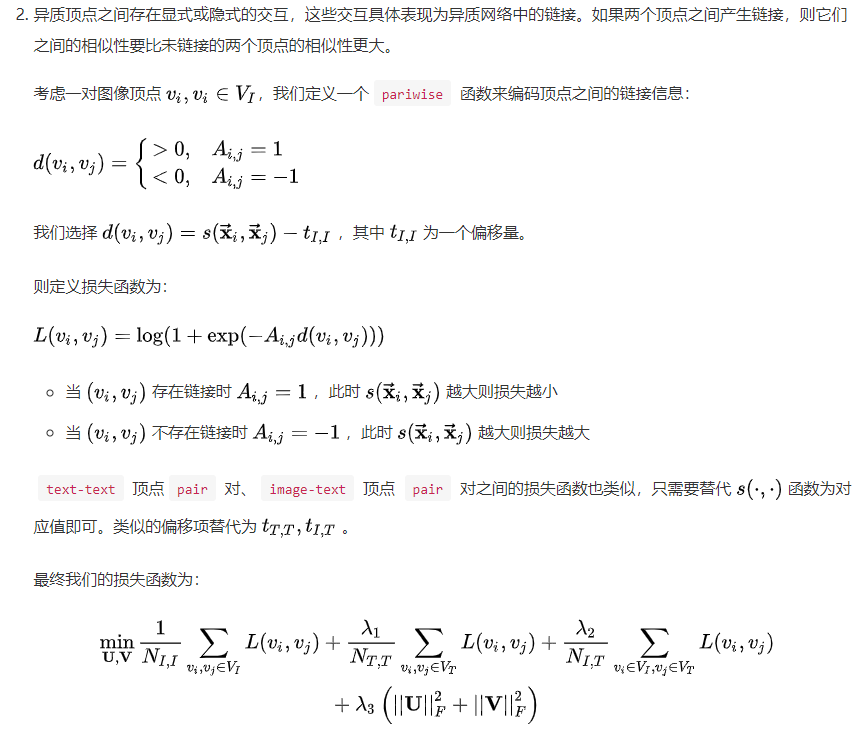 2. 异质顶点之间存在显式或隐式的交互，这些交互具体表现为异质网络中的链接。如果两个顶点之间产生链接，则它们
之间的相似性要比未链接的两个顶点的相似性更大。
考虑一对图像顶点 $v_i, v_i \in V_I$，我们定义一个 pariwise 函数来编码顶点之间的链接信息：
$d(v_i, v_j) = \begin{cases} > 0, & A_{i,j} = 1 \\ < 0, & A_{i,j} = -1 \end{cases}$
我们选择 $d(v_i, v_j) = s(\vec{\mathbf{x}}_i, \vec{\mathbf{x}}_j) - t_{I,I}$ ，其中 $t_{I,I}$ 为一个偏移量。
则定义损失函数为：
$L(v_i, v_j) = \log(1 + \exp(-A_{i,j} d(v_i, v_j)))$
○ 当 $(v_i, v_j)$ 存在链接时 $A_{i,j} = 1$ ，此时 $s(\vec{\mathbf{x}}_i, \vec{\mathbf{x}}_j)$ 越大则损失越小
○ 当 $(v_i, v_j)$ 不存在链接时 $A_{i,j} = -1$ ，此时 $s(\vec{\mathbf{x}}_i, \vec{\mathbf{x}}_j)$ 越大则损失越大
text-text 顶点 pair 对、 image-text 顶点 pair 对之间的损失函数也类似，只需要替代 $s(\cdot, \cdot)$ 函数为对
应值即可。类似的偏移项替代为 $t_{T,T}, t_{I,T}$ 。
最终我们的损失函数为：
$\min_{\mathbf{U},\mathbf{V}} \frac{1}{N_{I,I}} \sum_{v_i,v_j \in V_I} L(v_i, v_j) + \frac{\lambda_1}{N_{T,T}} \sum_{v_i,v_j \in V_T} L(v_i, v_j) + \frac{\lambda_2}{N_{I,T}} \sum_{v_i \in V_I, v_j \in V_T} L(v_i, v_j)$
$+ \lambda_3 \left( ||\mathbf{U}||_F^2 + ||\mathbf{V}||_F^2 \right)$